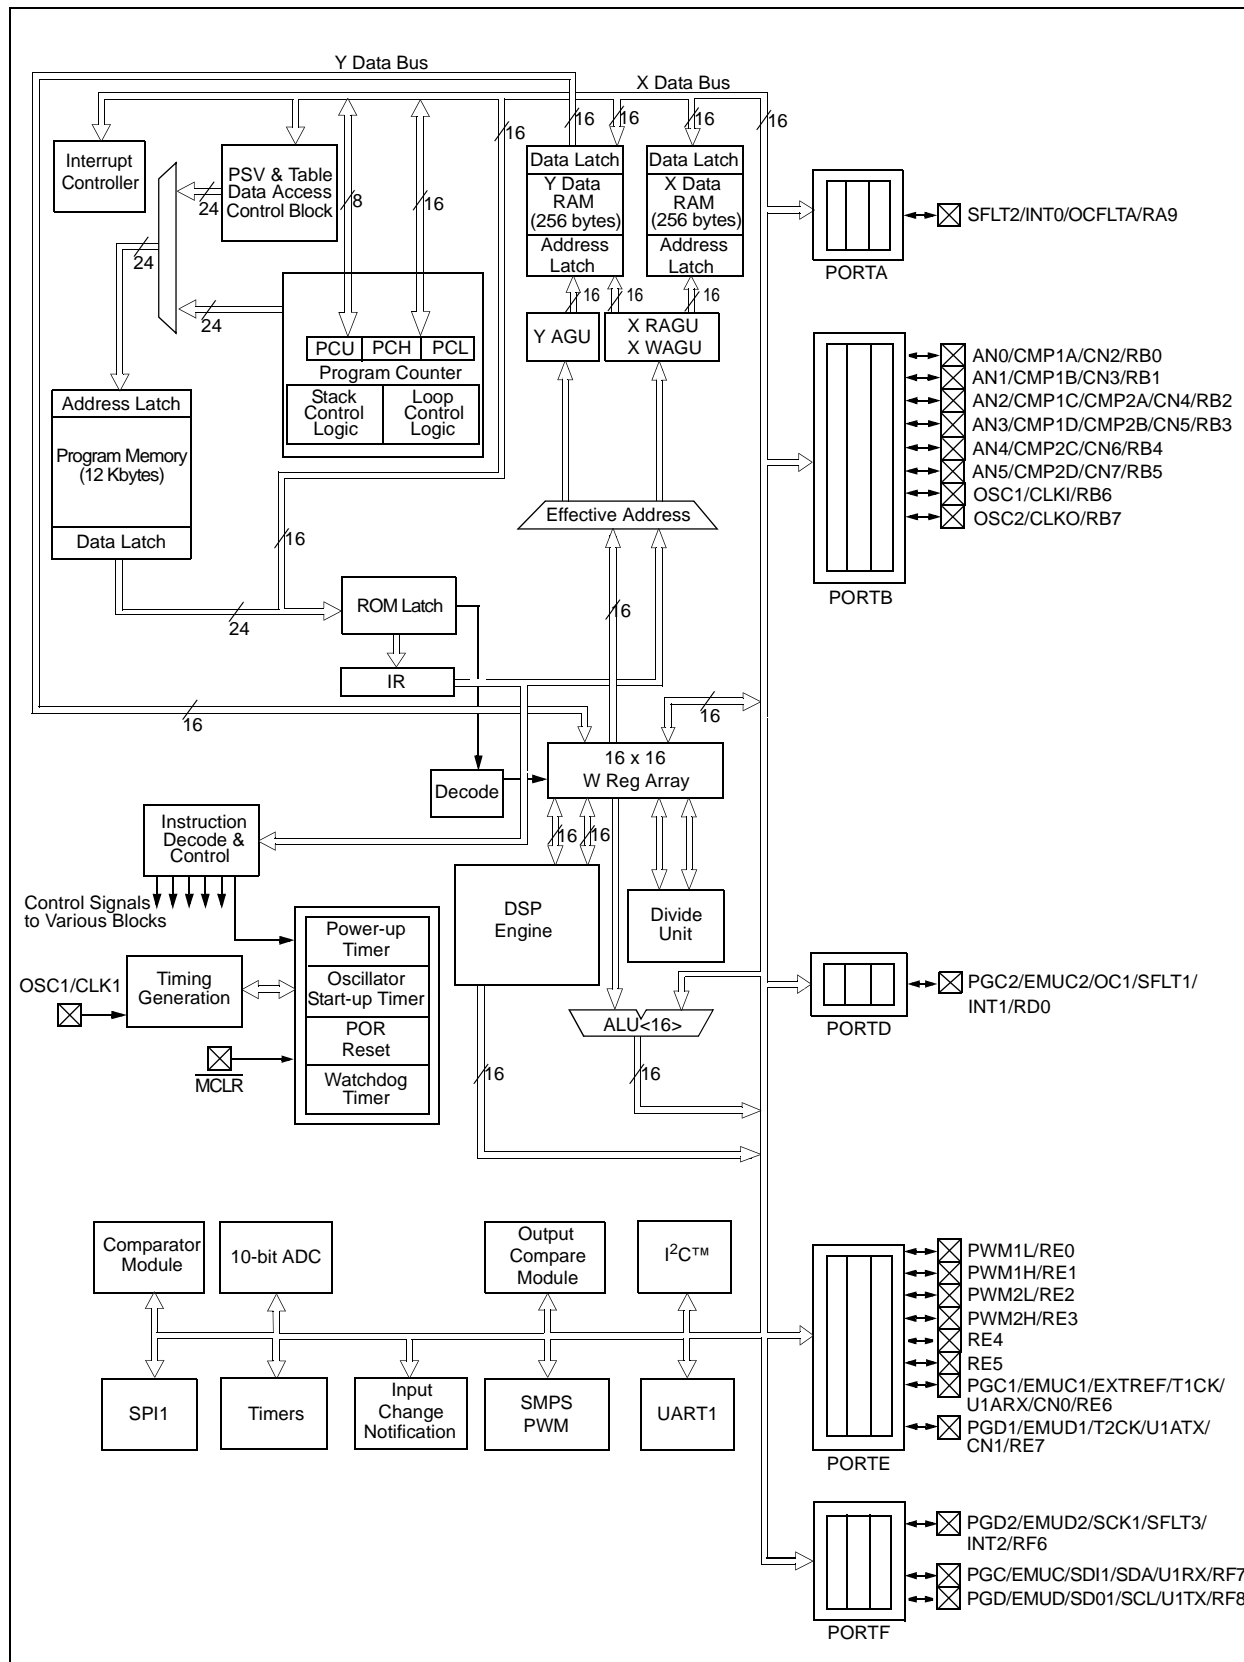 Y Data Bus
X Data Bus
16
16
16
16
16
Interrupt
Controller
PSV & Table
Data Access
Control Block
24
8
16
24
24
Data Latch
Y Data
RAM
(256 bytes)
Address
Latch
Data Latch
X Data
RAM
(256 bytes)
Address
Latch
16
16
16
Y AGU
X RAGU
X WAGU
PCU
PCH
PCL
Program Counter
Stack
Control
Logic
Loop
Control
Logic
Address Latch
Program Memory
(12 Kbytes)
Data Latch
Effective Address
16
24
16
ROM Latch
IR
16
16
16 x 16
W Reg Array
Decode
Instruction
Decode &
Control
16
16
Control Signals
to Various Blocks
DSP
Engine
Divide
Unit
Power-up
Timer
Oscillator
Start-up Timer
POR
Reset
Watchdog
Timer
OSC1/CLK1
Timing
Generation
MCLR
ALU<16>
16
16
Comparator
Module
10-bit ADC
Output
Compare
Module
I2C™
SPI1
Timers
Input
Change
Notification
SMPS
PWM
UART1
SFLT2/INT0/OCFLTA/RA9
PORTA
AN0/CMP1A/CN2/RB0
AN1/CMP1B/CN3/RB1
AN2/CMP1C/CMP2A/CN4/RB2
AN3/CMP1D/CMP2B/CN5/RB3
AN4/CMP2C/CN6/RB4
AN5/CMP2D/CN7/RB5
OSC1/CLKI/RB6
OSC2/CLKO/RB7
PORTB
PGC2/EMUC2/OC1/SFLT1/
INT1/RD0
PORTD
PWM1L/RE0
PWM1H/RE1
PWM2L/RE2
PWM2H/RE3
RE4
RE5
PGC1/EMUC1/EXTREF/T1CK/
U1ARX/CN0/RE6
PGD1/EMUD1/T2CK/U1ATX/
CN1/RE7
PORTE
PGD2/EMUD2/SCK1/SFLT3/
INT2/RF6
PGC/EMUC/SDI1/SDA/U1RX/RF7
PGD/EMUD/SD01/SCL/U1TX/RF8
PORTF